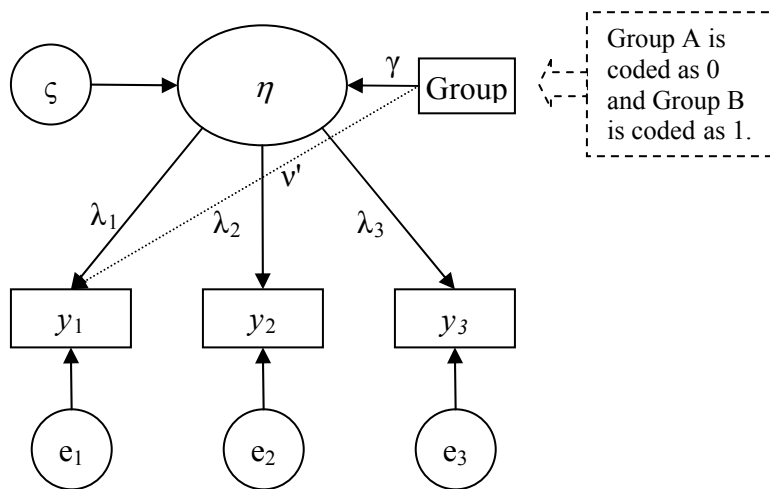 ς
η
γ
Group
Group A is
coded as 0
and Group B
is coded as 1.
ν'
λ1
λ2
λ3
y1
y2
y3
e1
e2
e3